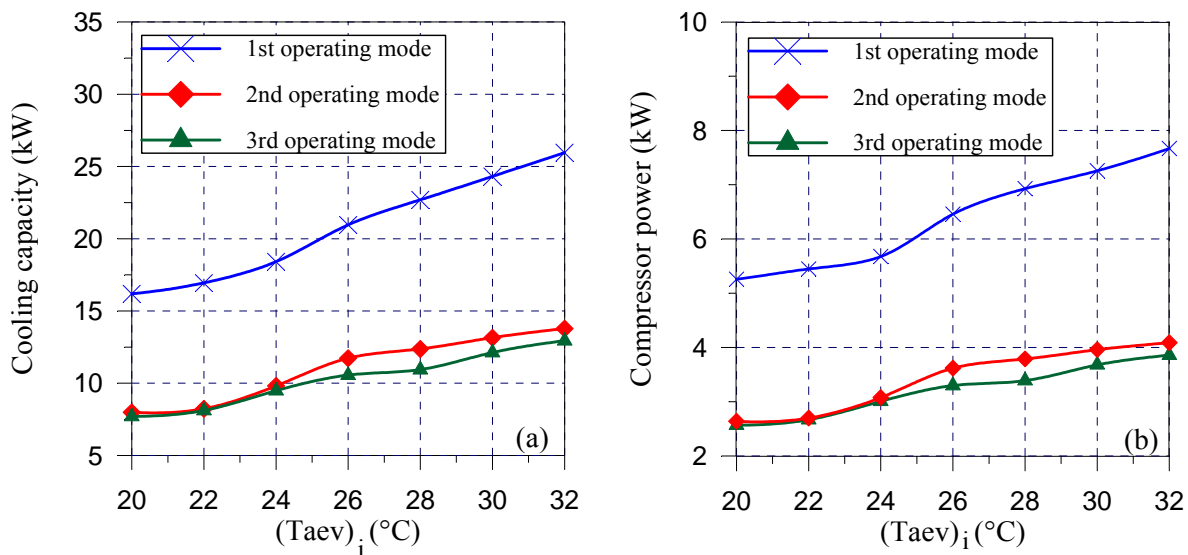 Cooling capacity (kW)
35
30
25
20
15
10
5
1st operating mode
2nd operating mode
3rd operating mode
(a)
20 22 24 26 28 30 32
(Taev)i (°C)
Compressor power (kW)
10
8
6
4
2
1st operating mode
2nd operating mode
3rd operating mode
(b)
20 22 24 26 28 30 32
(Taev)i (°C)